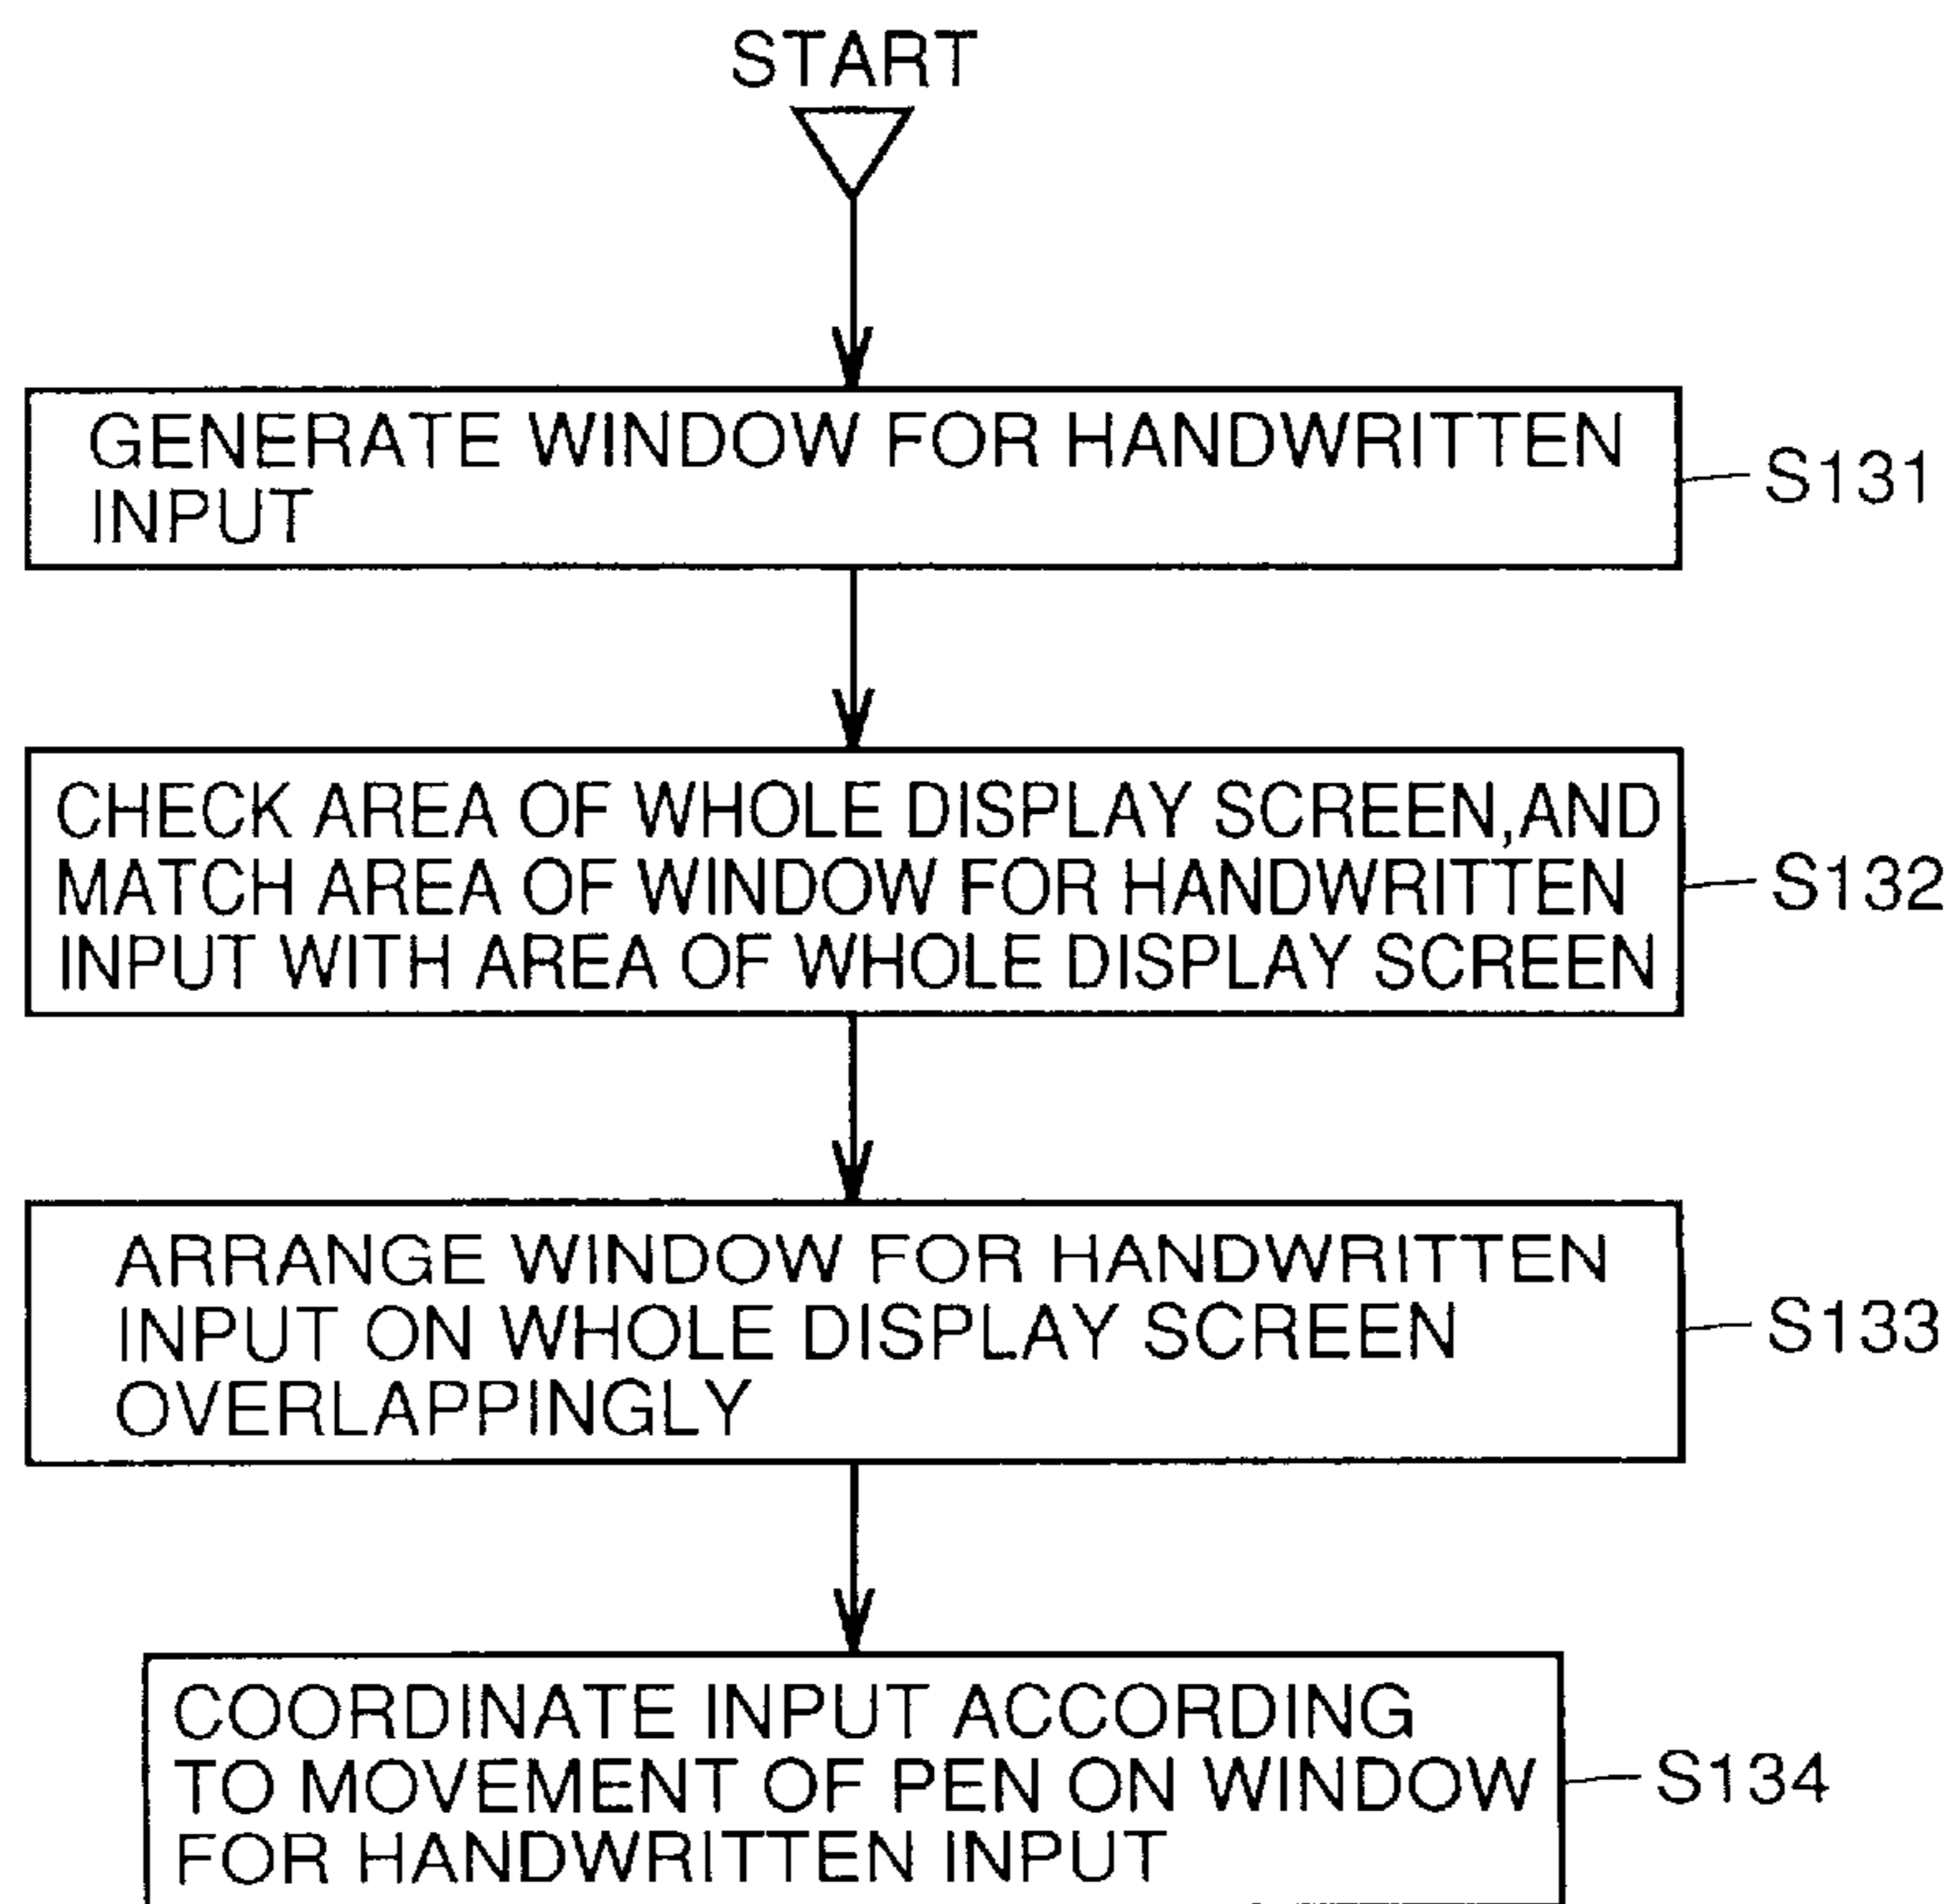 START
GENERATE WINDOW FOR HANDWRITTEN
INPUT
S131
CHECK AREA OF WHOLE DISPLAY SCREEN,AND
MATCH AREA OF WINDOW FOR HANDWRITTEN
INPUT WITH AREA OF WHOLE DISPLAY SCREEN
S132
ARRANGE WINDOW FOR HANDWRITTEN
INPUT ON WHOLE DISPLAY SCREEN
OVERLAPPINGLY
S133
COORDINATE INPUT ACCORDING
TO MOVEMENT OF PEN ON WINDOW
FOR HANDWRITTEN INPUT
S134